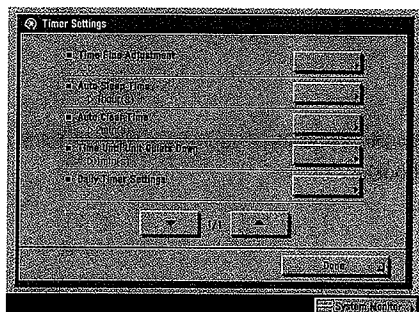 Timer Settings
Time Fine Adjustment
Auto Sleep Time
Auto Clear Time
Time Until Unit Quiets Down
Daily Timer Settings
1/1
Done
System Monitor